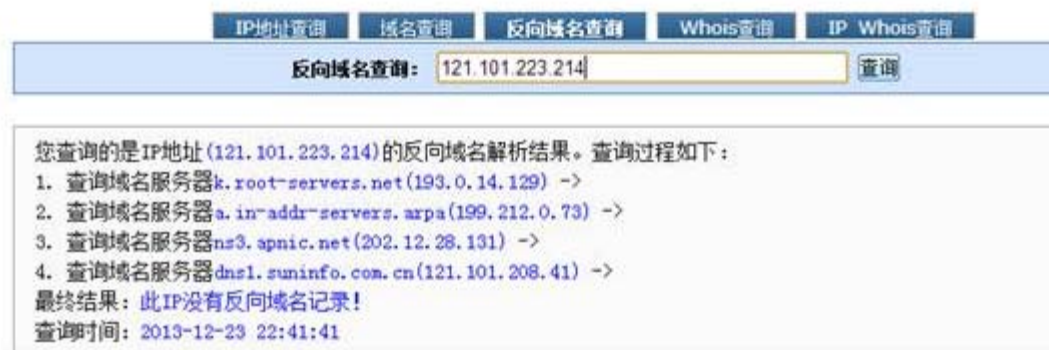 IP地址查询 域名查询 反向域名查询 Whois查询 IP Whois查询
反向域名查询: 121.101.223.214 查询
您查询的是IP地址(121.101.223.214)的反向域名解析结果。查询过程如下:
1. 查询域名服务器k.root-servers.net(193.0.14.129) ->
2. 查询域名服务器a.in-addr-servers.arpa(199.212.0.73) ->
3. 查询域名服务器ns3.apnic.net(202.12.28.131) ->
4. 查询域名服务器dns1.suninfo.com.cn(121.101.208.41) ->
最终结果: 此IP没有反向域名记录!
查询时间: 2013-12-23 22:41:41